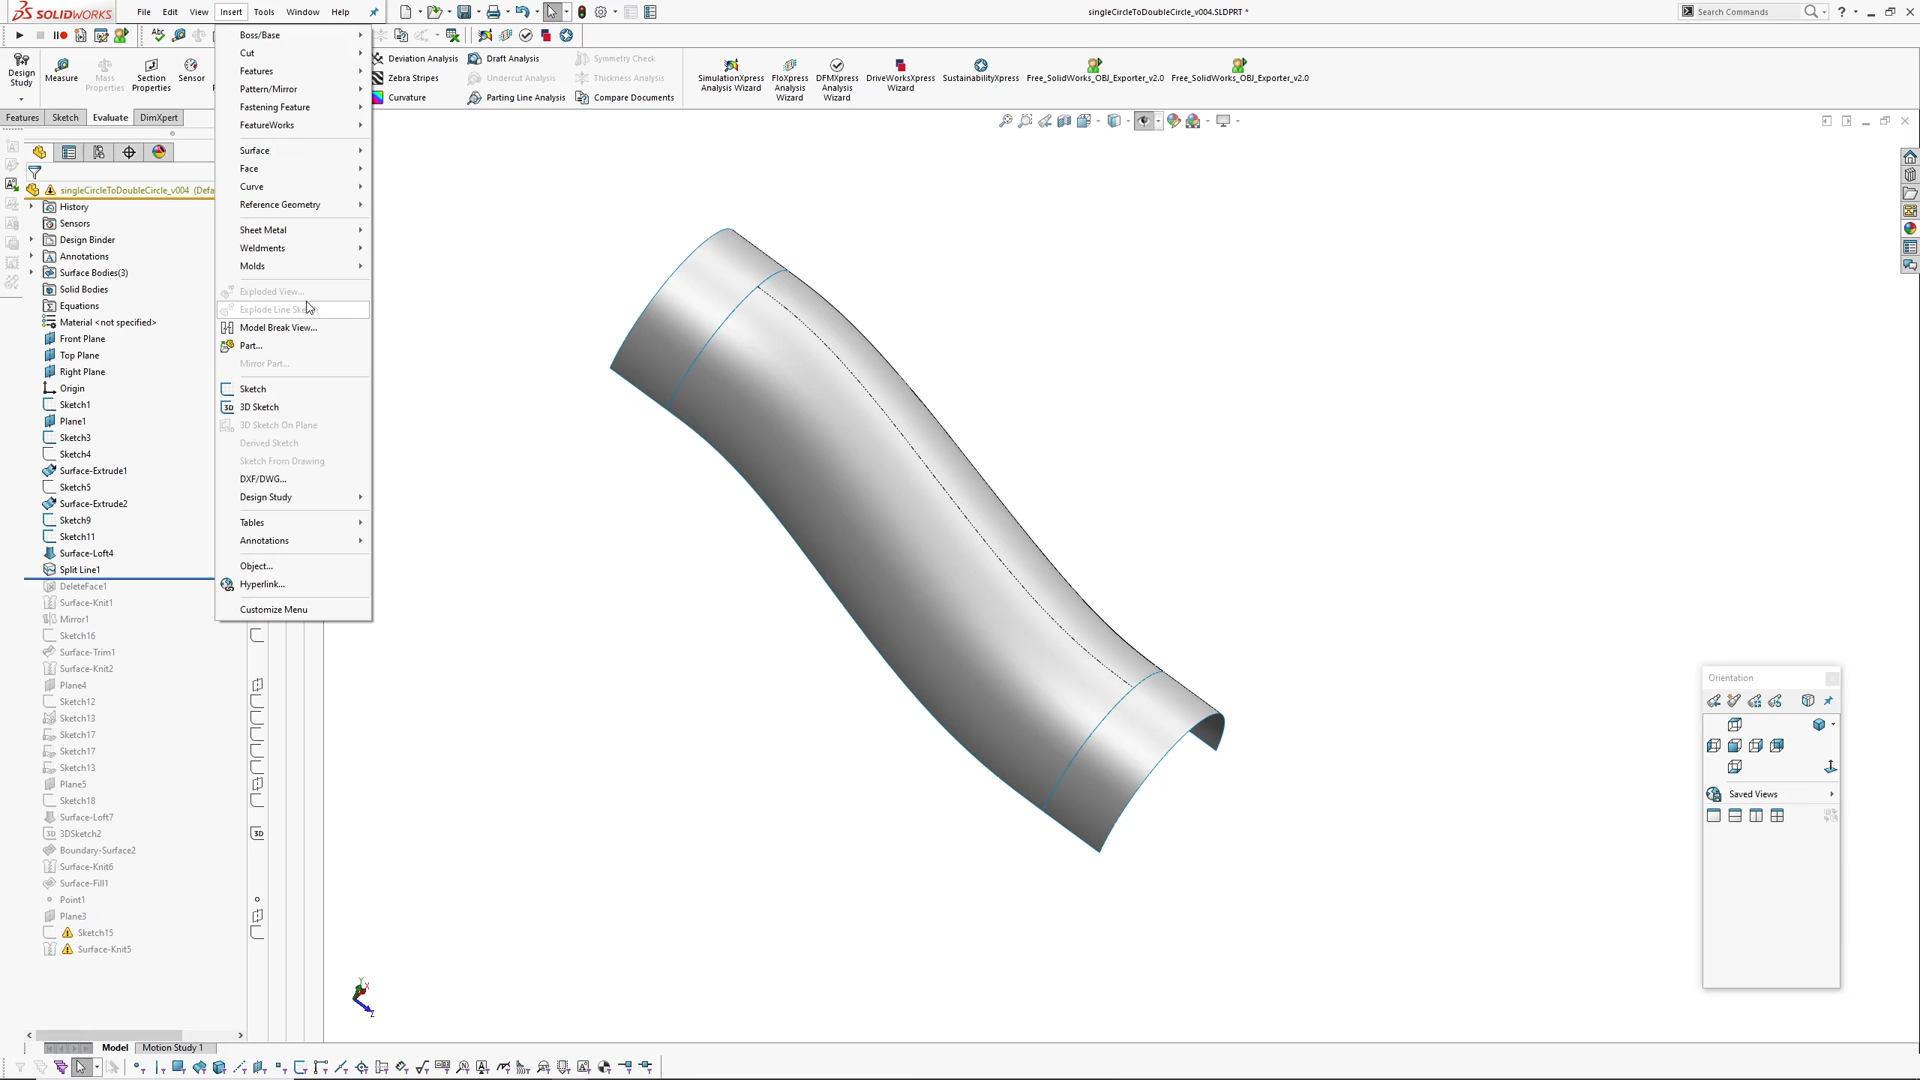 SOLIDWORKS File Edit View Insert Tools Window Help
singleCircleToDoubleCircle_v004.SLDPRT *
Search Commands
Design Study
Measure
Mass Properties
Section Properties
Sensor
Deviation Analysis
Zebra Stripes
Curvature
Draft Analysis
Undercut Analysis
Parting Line Analysis
Symmetry Check
Thickness Analysis
Compare Documents
SimulationXpress Analysis Wizard
FloXpress Analysis Wizard
DFMXpress Analysis Wizard
DriveWorksXpress Wizard
SustainabilityXpress
Free_SolidWorks_OBJ_Exporter_v2.0
Free_SolidWorks_OBJ_Exporter_v2.0
Features Sketch Evaluate DimXpert
singleCircleToDoubleCircle_v004 (Defa
History
Sensors
Design Binder
Annotations
Surface Bodies(3)
Solid Bodies
Equations
Material <not specified>
Front Plane
Top Plane
Right Plane
Origin
Sketch1
Plane1
Sketch3
Sketch4
Surface-Extrude1
Sketch5
Surface-Extrude2
Sketch9
Sketch11
Surface-Loft4
Split Line1
DeleteFace1
Surface-Knit1
Mirror1
Sketch16
Surface-Trim1
Surface-Knit2
Plane4
Sketch12
Sketch13
Sketch17
Sketch17
Sketch13
Plane5
Sketch18
Surface-Loft7
3DSketch2
Boundary-Surface2
Surface-Knit6
Surface-Fill1
Point1
Plane3
Sketch15
Surface-Knit5
Boss/Base
Cut
Features
Pattern/Mirror
Fastening Feature
FeatureWorks
Surface
Face
Curve
Reference Geometry
Sheet Metal
Weldments
Molds
Exploded View...
Explode Line Sk
Model Break View...
Part...
Mirror Part...
Sketch
3D Sketch
3D Sketch On Plane
Derived Sketch
Sketch From Drawing
DXF/DWG...
Design Study
Tables
Annotations
Object...
Hyperlink...
Customize Menu
Orientation
Saved Views
Model Motion Study 1